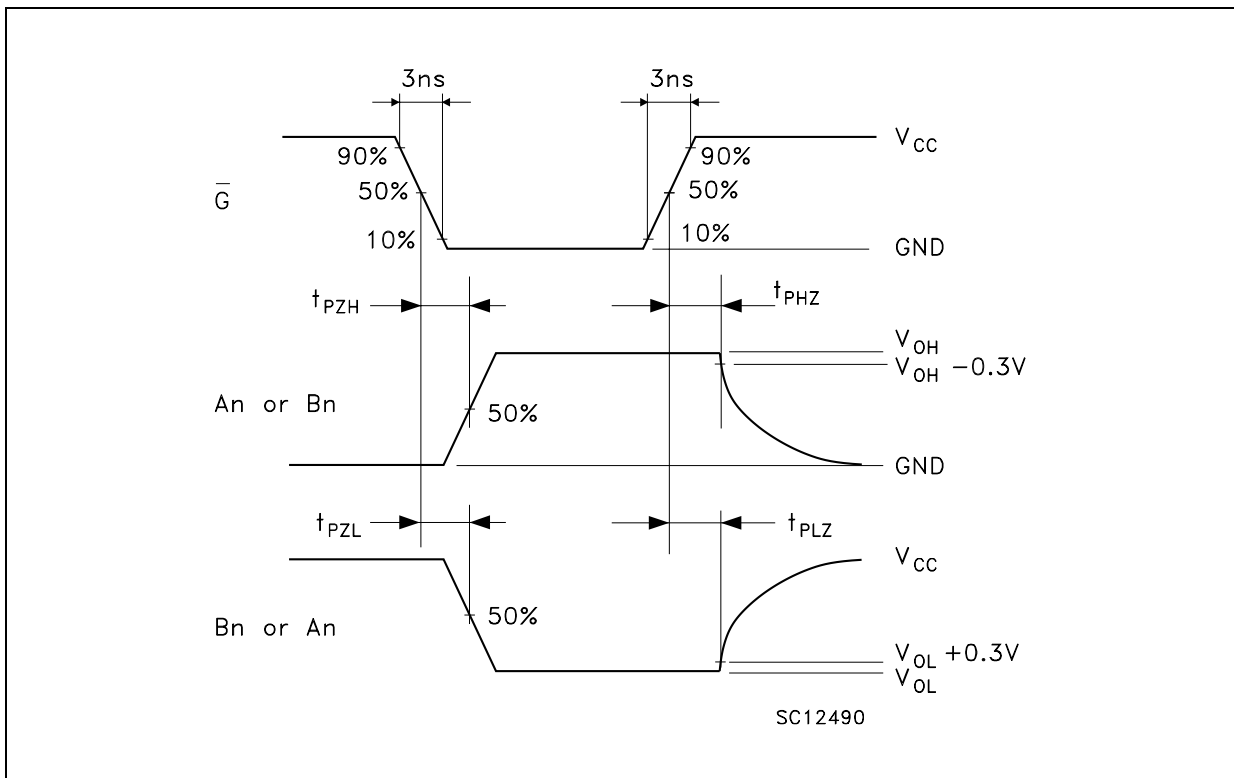 3ns 3ns
V_CC
90% 90%
50% 50%
G̅
10% 10%
GND
t_PZH t_PHZ
V_OH
V_OH −0.3V
An or Bn 50%
GND
t_PZL t_PLZ
V_CC
50%
Bn or An
V_OL +0.3V
V_OL
SC12490